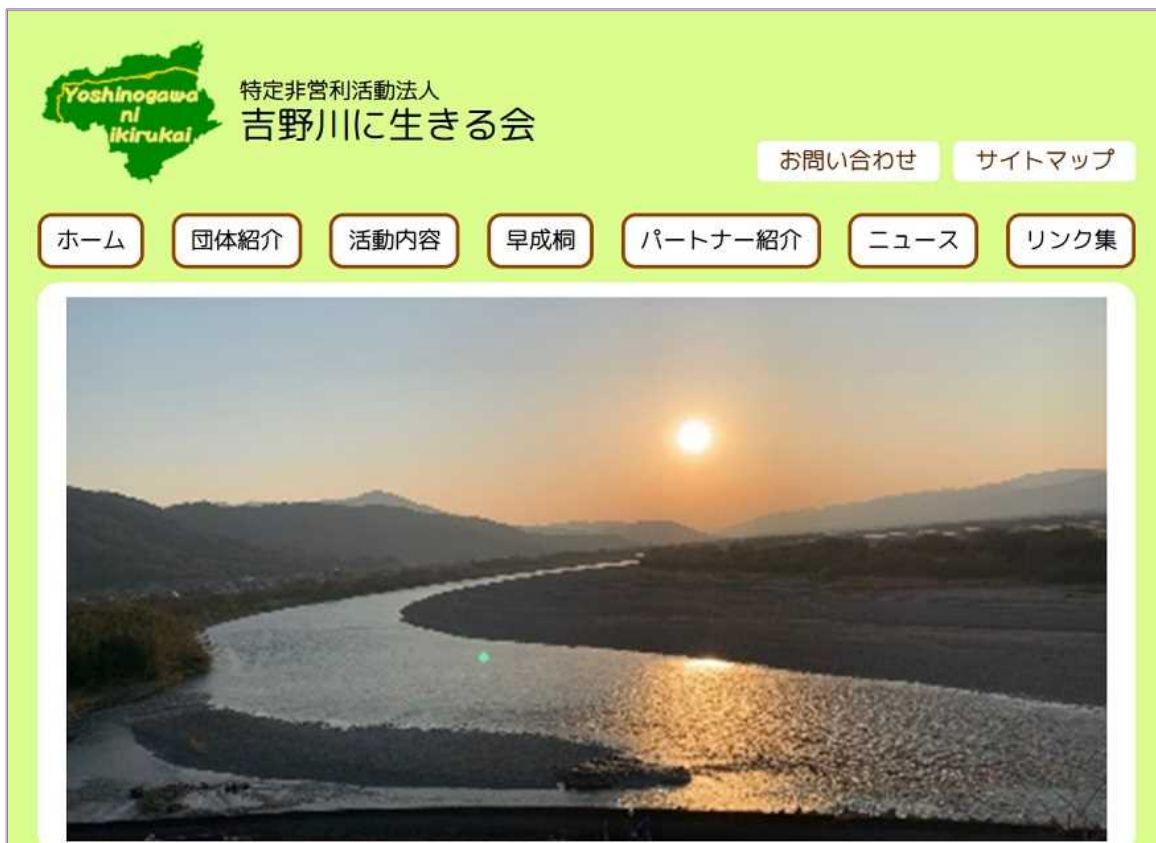 Yoshinogawa
ni
ikirukai
特定非営利活動法人
吉野川に生きる会
お問い合わせ
サイトマップ
ホーム
団体紹介
活動内容
早成桐
パートナー紹介
ニュース
リンク集